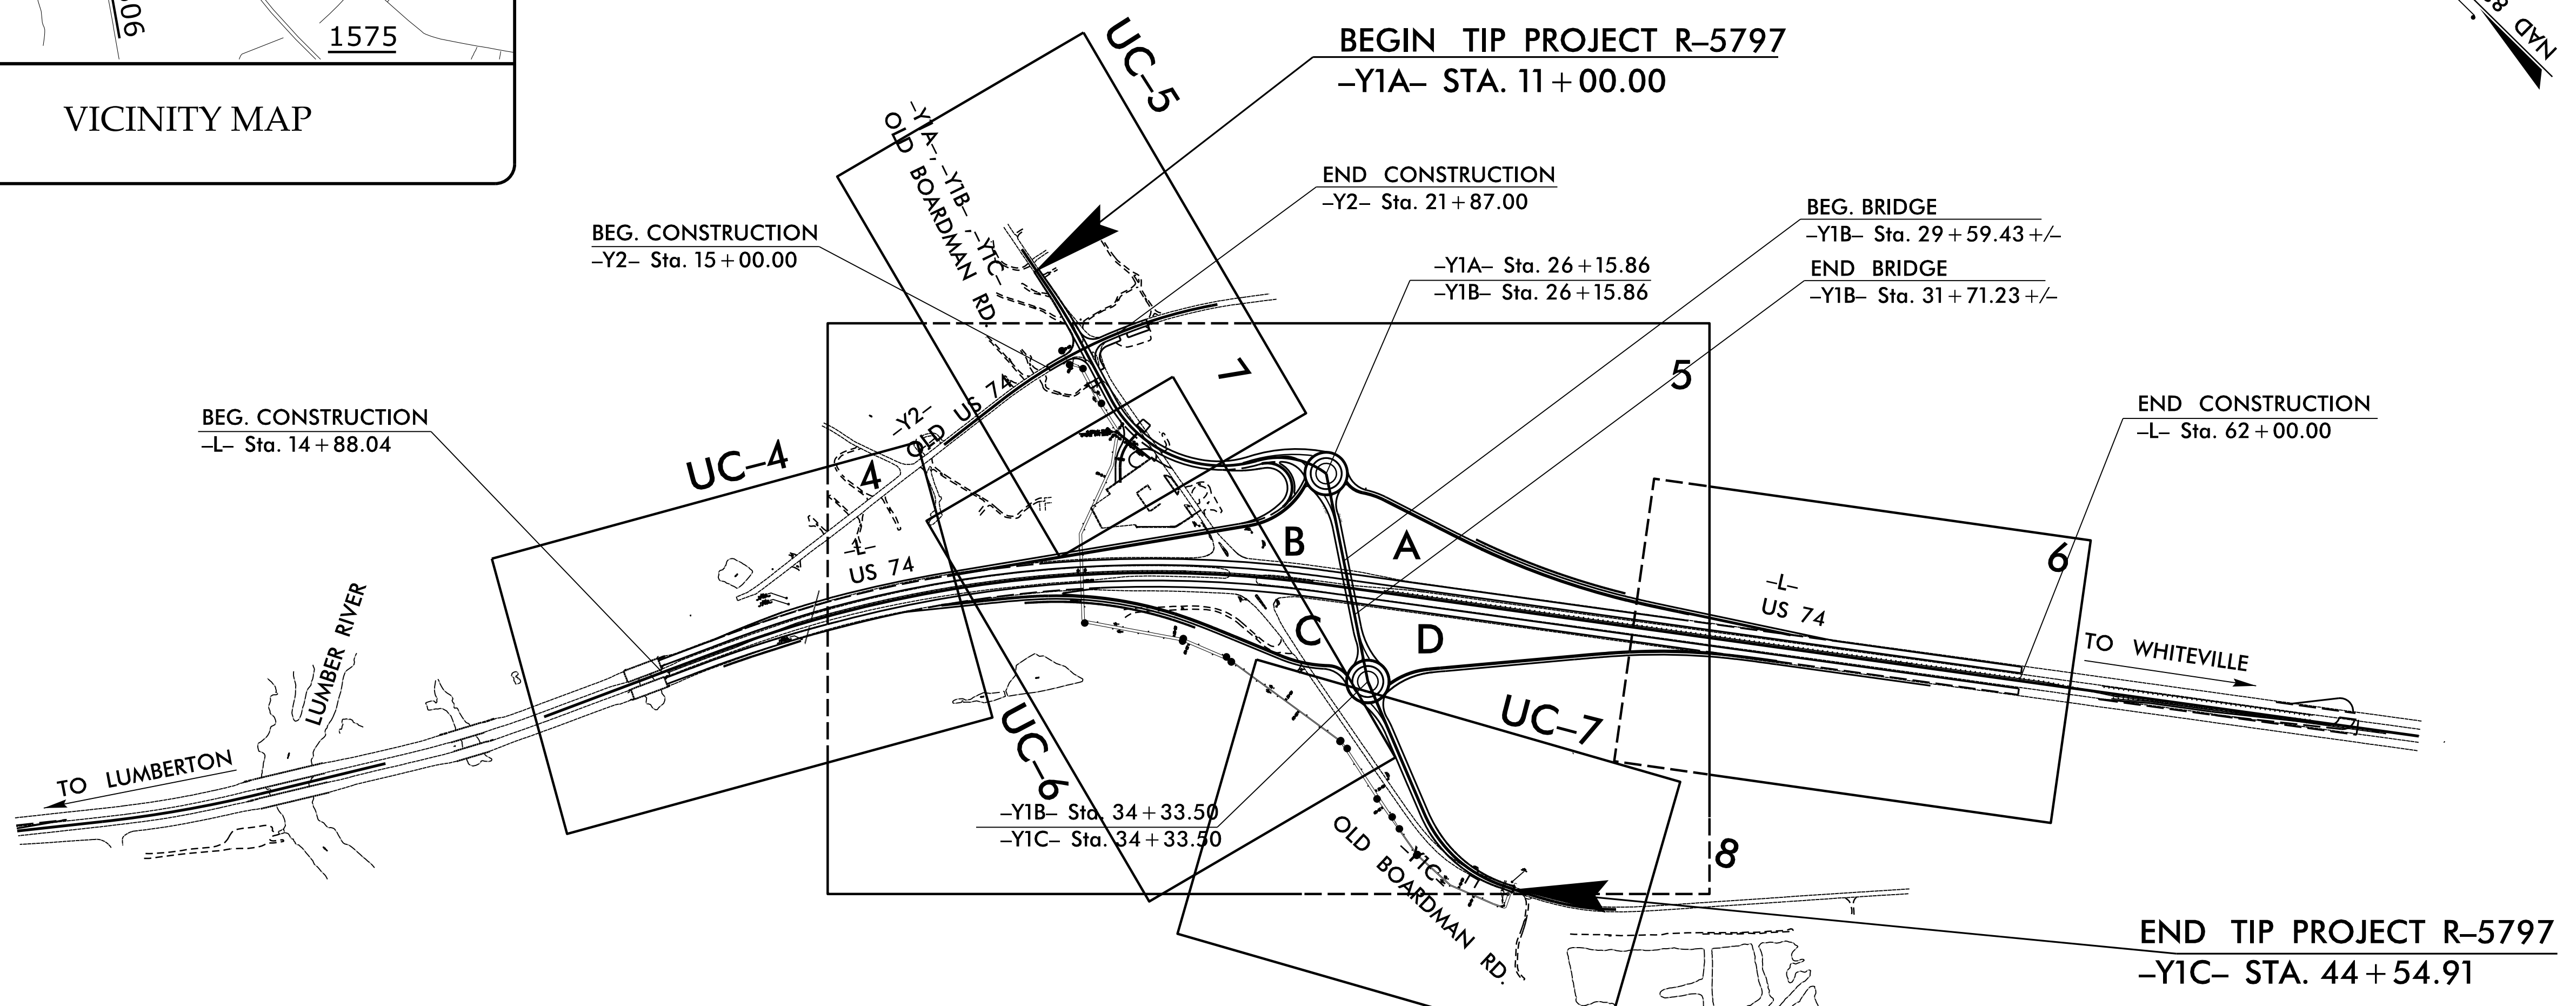 06
1575
VICINITY MAP
NAD 8
UC–5
BEGIN TIP PROJECT R–5797
–Y1A– STA. 11+00.00
–Y1A–, –Y1B–, –Y1C–
OLD BOARDMAN RD.
END CONSTRUCTION
–Y2– Sta. 21+87.00
BEG. CONSTRUCTION
–Y2– Sta. 15+00.00
BEG. BRIDGE
–Y1B– Sta. 29+59.43+/–
END BRIDGE
–Y1B– Sta. 31+71.23+/–
–Y1A– Sta. 26+15.86
–Y1B– Sta. 26+15.86
7
5
BEG. CONSTRUCTION
–L– Sta. 14+88.04
–Y2–
OLD US 74
END CONSTRUCTION
–L– Sta. 62+00.00
UC–4
4
TF
B
A
6
–L–
US 74
–L–
US 74
LUMBER RIVER
B
C
D
TO WHITEVILLE
UC–7
UC–6
TO LUMBERTON
–Y1B– Sta. 34+33.50
–Y1C– Sta. 34+33.50
8
–Y1C–
OLD BOARDMAN RD.
END TIP PROJECT R–5797
–Y1C– STA. 44+54.91